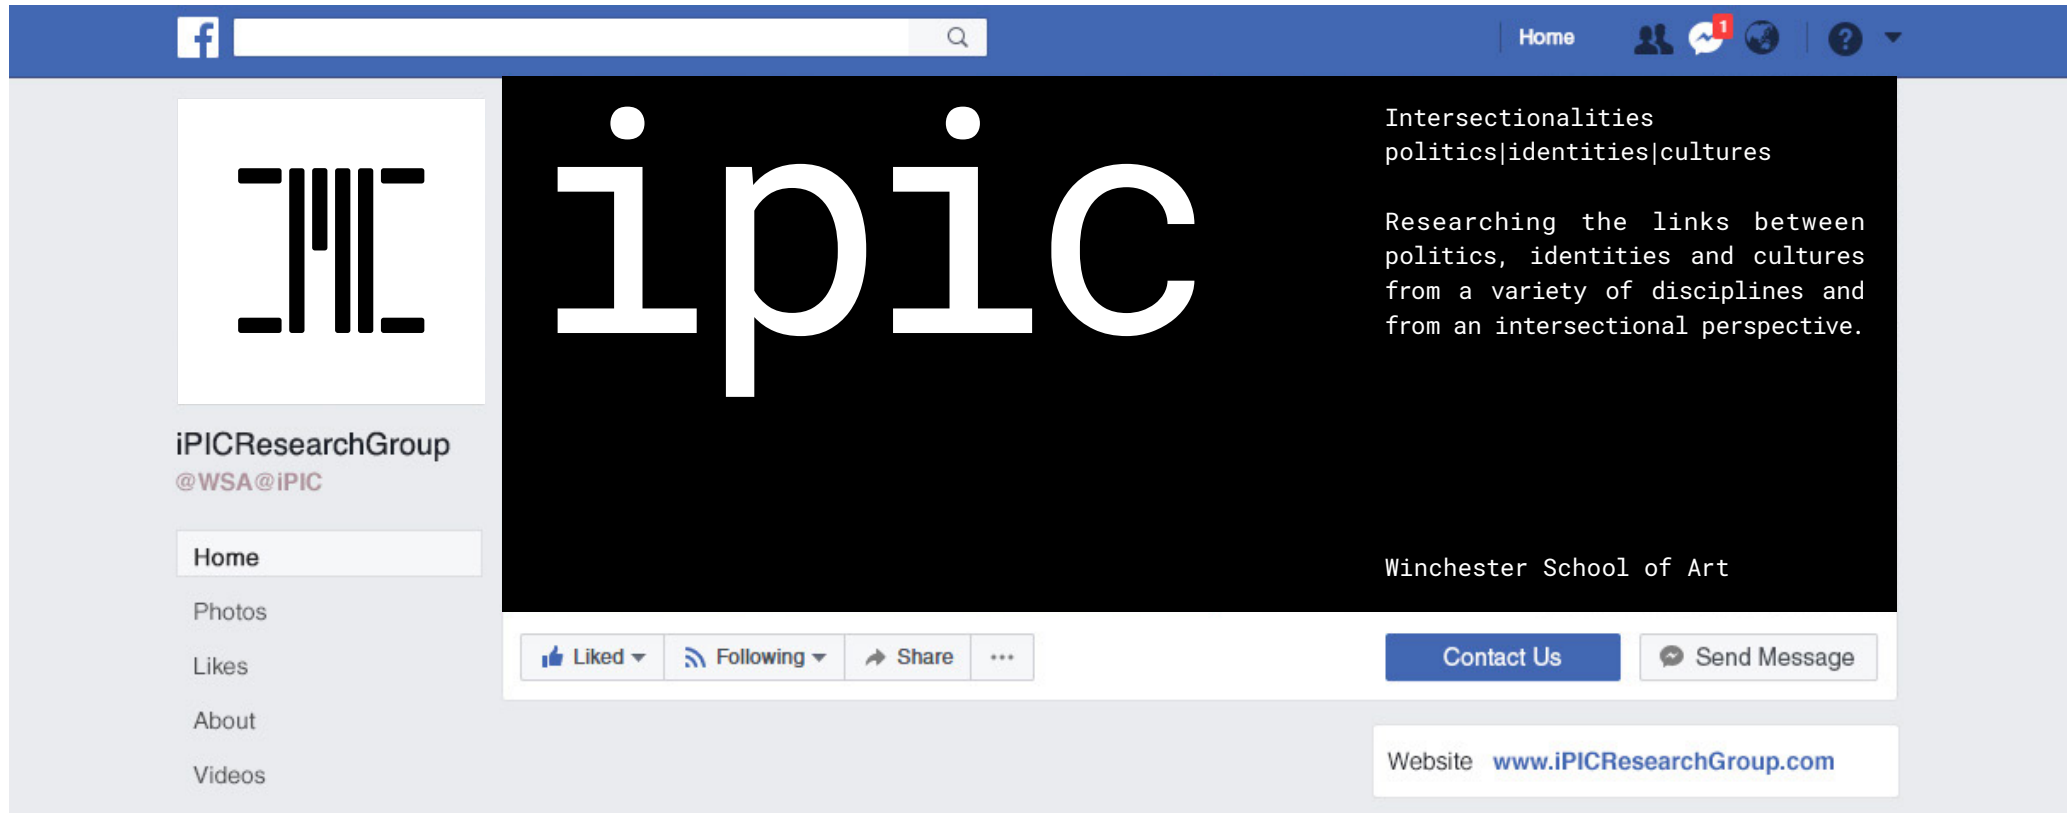 Home
1
?
iPICResearchGroup
@WSA@iPIC
Home
Photos
Likes
About
Videos
ipic
Intersectionalities
politics|identities|cultures
Researching the links between
politics, identities and cultures
from a variety of disciplines and
from an intersectional perspective.
Winchester School of Art
Liked
Following
Share
...
Contact Us
Send Message
Website www.iPICResearchGroup.com